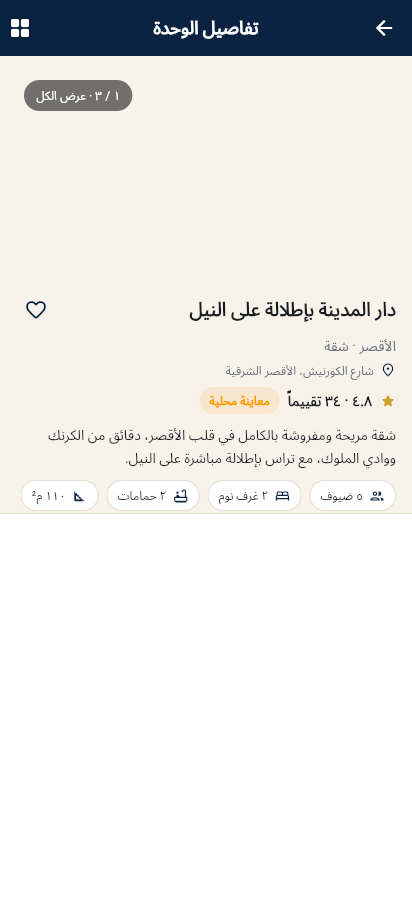 تفاصيل الوحدة
١ / ٣ · عرض الكل
دار المدينة بإطلالة على النيل
الأقصر · شقة
شارع الكورنيش، الأقصر الشرقية
٤.٨ · ٣٤ تقييماً
معاينة محلية
شقة مريحة ومفروشة بالكامل في قلب الأقصر، دقائق من الكرنك
ووادي الملوك، مع تراس بإطلالة مباشرة على النيل.
٥ ضيوف
٢ غرف نوم
٢ حمامات
١١٠ م²